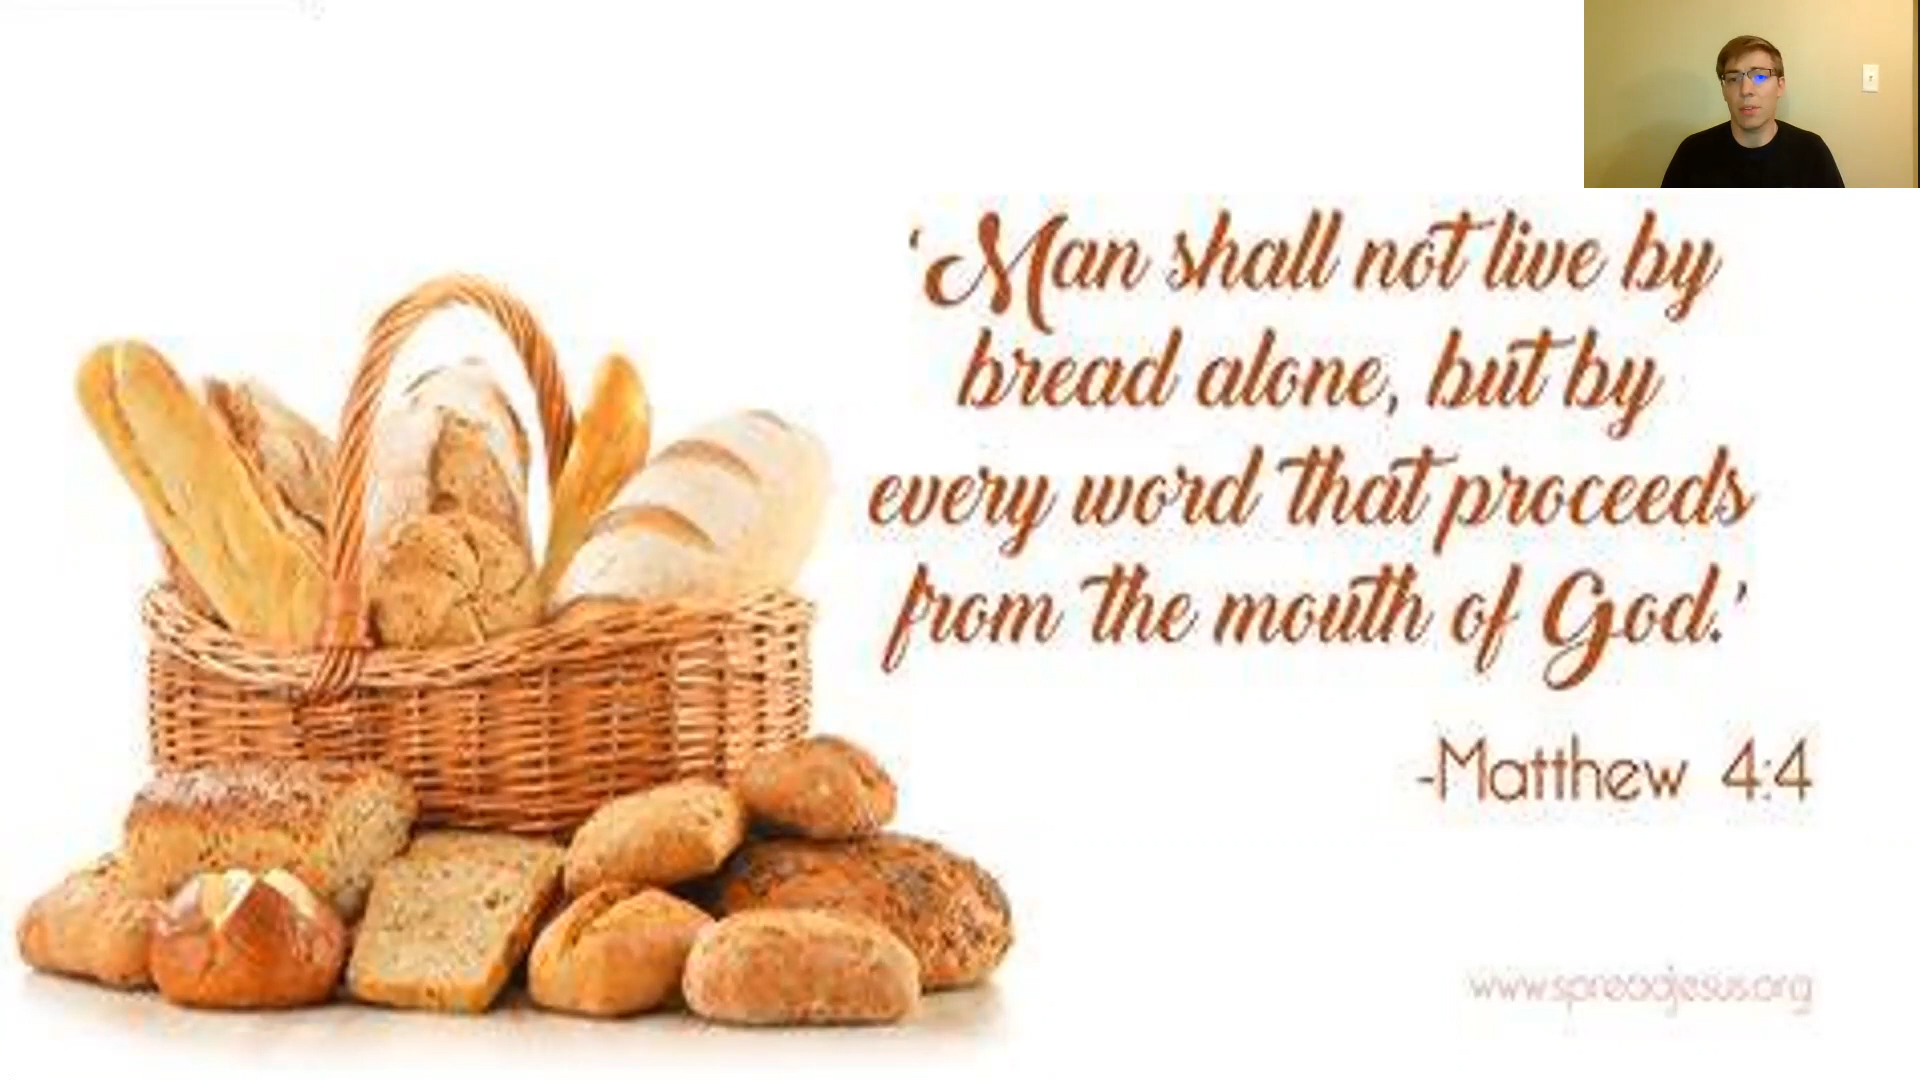 ‘Man shall not live by
bread alone, but by
every word that proceeds
from the mouth of God.’
-Matthew 4:4
www.spreadjesus.org